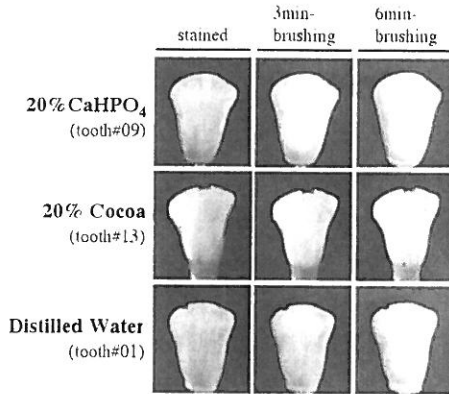 stained
3min-
brushing
6min-
brushing
20%CaHPO₄
(tooth#09)
20% Cocoa
(tooth#13)
Distilled Water
(tooth#01)